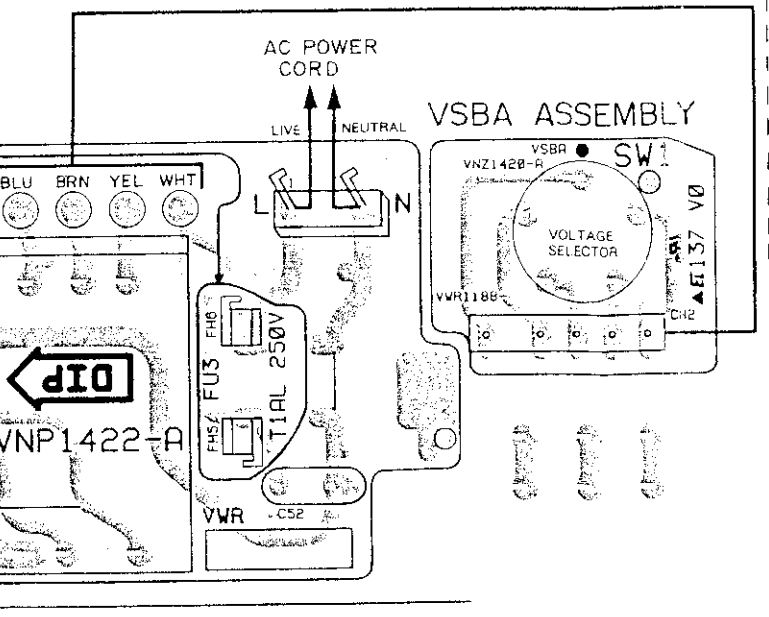 AC POWER
CORD
LIVE
NEUTRAL
VSBA ASSEMBLY
VSBA
SW1
VNZ1420-A
BLU BRN YEL WHT
L
N
VOLTAGE
SELECTOR
137 V0
VWR1188-
CN2
FH6
FU3
T1AL 250V
FH5
DIP
VNP1422-A
VWR
C52